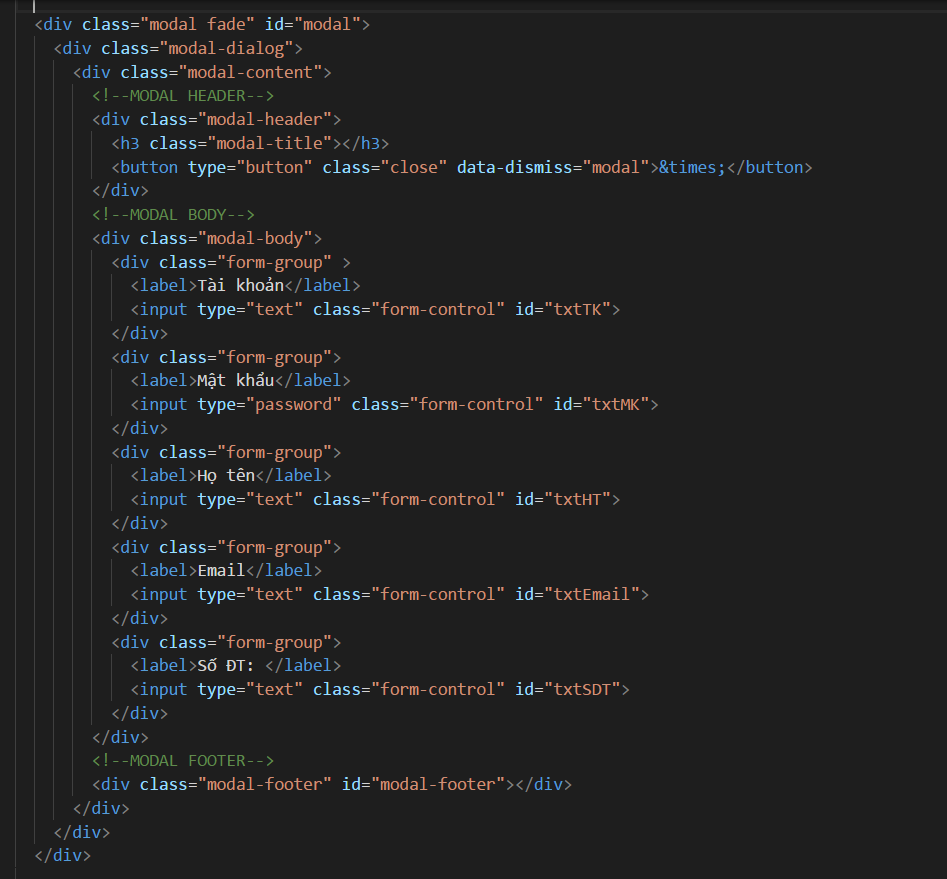 <div class="modal fade" id="modal">
<div class="modal-dialog">
<div class="modal-content">
<!--MODAL HEADER-->
<div class="modal-header">
<h3 class="modal-title"></h3>
<button type="button" class="close" data-dismiss="modal">&times;</button>
</div>
<!--MODAL BODY-->
<div class="modal-body">
<div class="form-group" >
<label>Tài khoản</label>
<input type="text" class="form-control" id="txtTK">
</div>
<div class="form-group">
<label>Mật khẩu</label>
<input type="password" class="form-control" id="txtMK">
</div>
<div class="form-group">
<label>Họ tên</label>
<input type="text" class="form-control" id="txtHT">
</div>
<div class="form-group">
<label>Email</label>
<input type="text" class="form-control" id="txtEmail">
</div>
<div class="form-group">
<label>Số ĐT: </label>
<input type="text" class="form-control" id="txtSDT">
</div>
</div>
<!--MODAL FOOTER-->
<div class="modal-footer" id="modal-footer"></div>
</div>
</div>
</div>